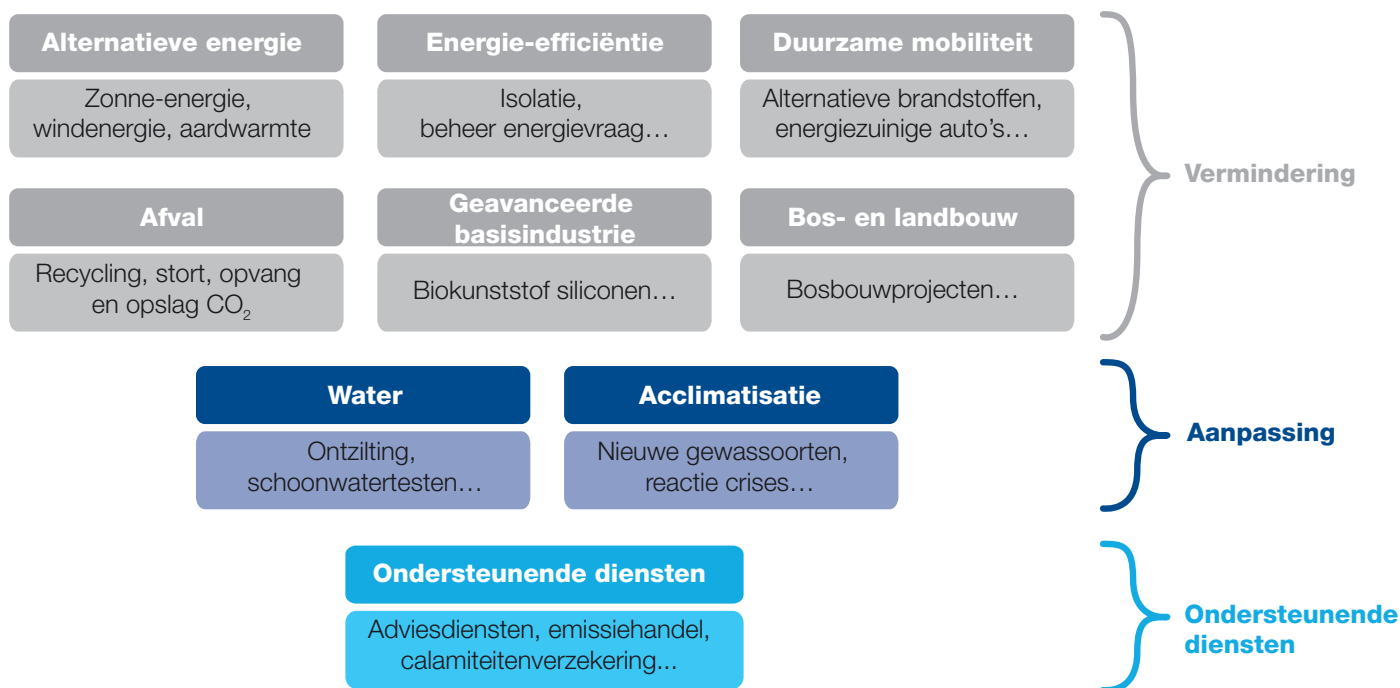 Alternatieve energie
Zonne-energie,
windenergie, aardwarmte
Energie-efficiëntie
Isolatie,
beheer energievraag…
Duurzame mobiliteit
Alternatieve brandstoffen,
energiezuinige auto’s…
Afval
Recycling, stort, opvang
en opslag CO₂
Geavanceerde
basisindustrie
Biokunststof siliconen…
Bos- en landbouw
Bosbouwprojecten…
Vermindering
Water
Ontzilting,
schoonwatertesten…
Acclimatisatie
Nieuwe gewassoorten,
reactie crises…
Aanpassing
Ondersteunende diensten
Adviesdiensten, emissiehandel,
calamiteitenverzekering...
Ondersteunende
diensten